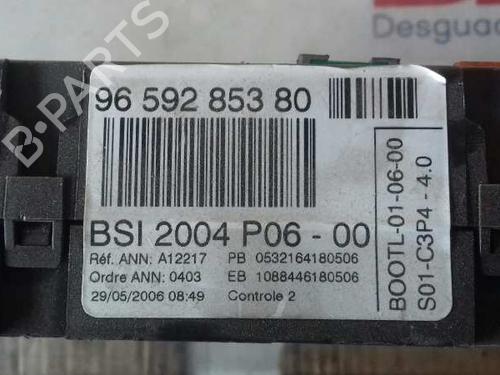 Desguac
B-PARTS
96 592 853 80
BSI 2004 P06 - 00
Réf. ANN: A12217 PB 0532164180506
Ordre ANN: 0403 EB 1088446180506
29/05/2006 08:49 Controle 2
BOOTL-01-06-00
S01-C3P4 - 4.0